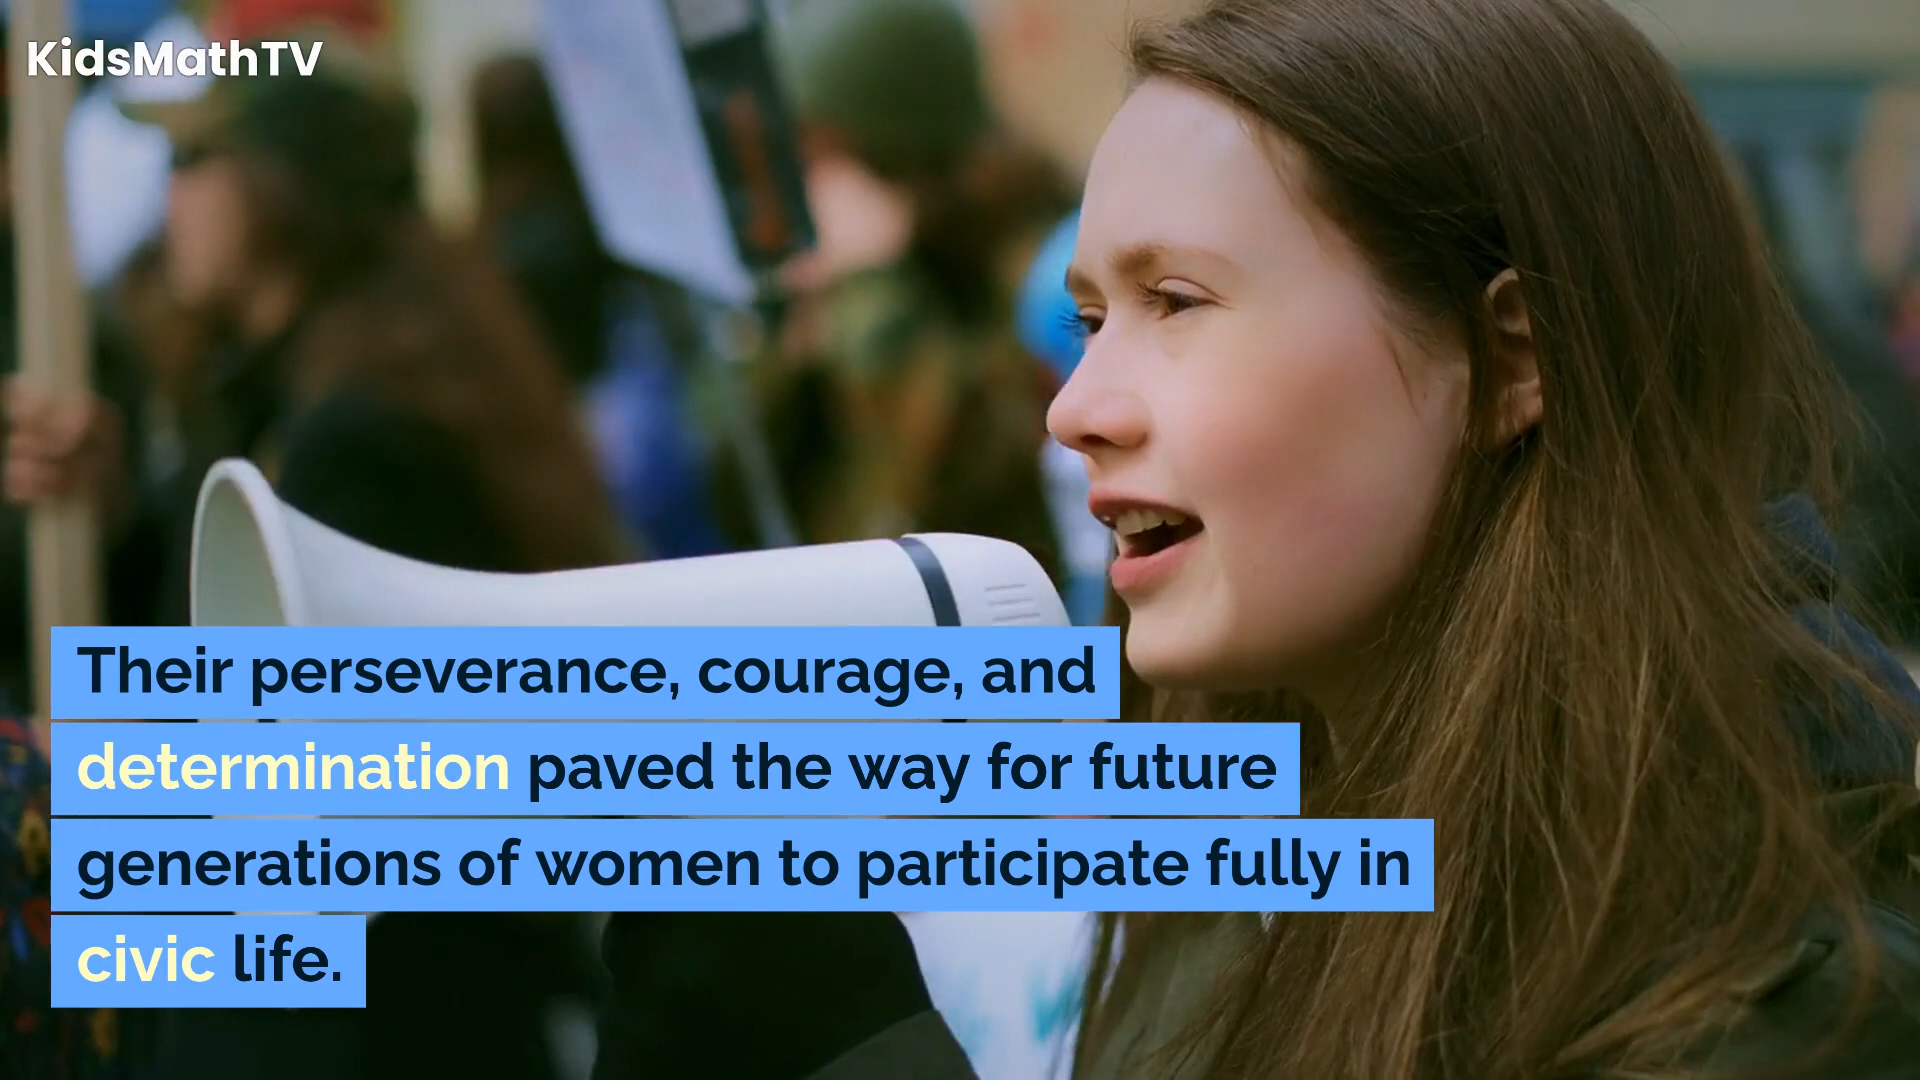 KidsMathTV
Their perseverance, courage, and
determination paved the way for future
generations of women to participate fully in
civic life.